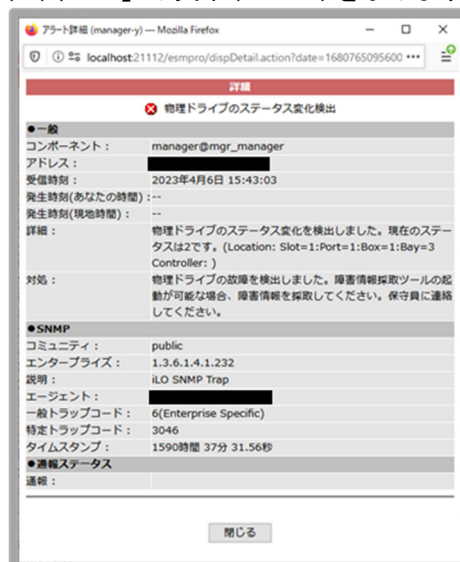 アラート詳細 (manager-y) — Mozilla Firefox
localhost:21112/esmpro/dispDetail.action?date=1680765095600 •••
詳細
物理ドライブのステータス変化検出
●一般
コンポーネント： manager@mgr_manager
アドレス：
受信時刻： 2023年4月6日 15:43:03
発生時刻(あなたの時間)：--
発生時刻(現地時間)： --
詳細： 物理ドライブのステータス変化を検出しました。現在のステー
タスは2です。(Location: Slot=1:Port=1:Box=1:Bay=3
Controller: )
対処： 物理ドライブの故障を検出しました。障害情報採取ツールの起
動が可能な場合、障害情報を採取してください。保守員に連絡
してください。
●SNMP
コミュニティ： public
エンタープライズ： 1.3.6.1.4.1.232
説明： iLO SNMP Trap
エージェント：
一般トラップコード： 6(Enterprise Specific)
特定トラップコード： 3046
タイムスタンプ： 1590時間 37分 31.56秒
●通報ステータス
通報：
閉じる